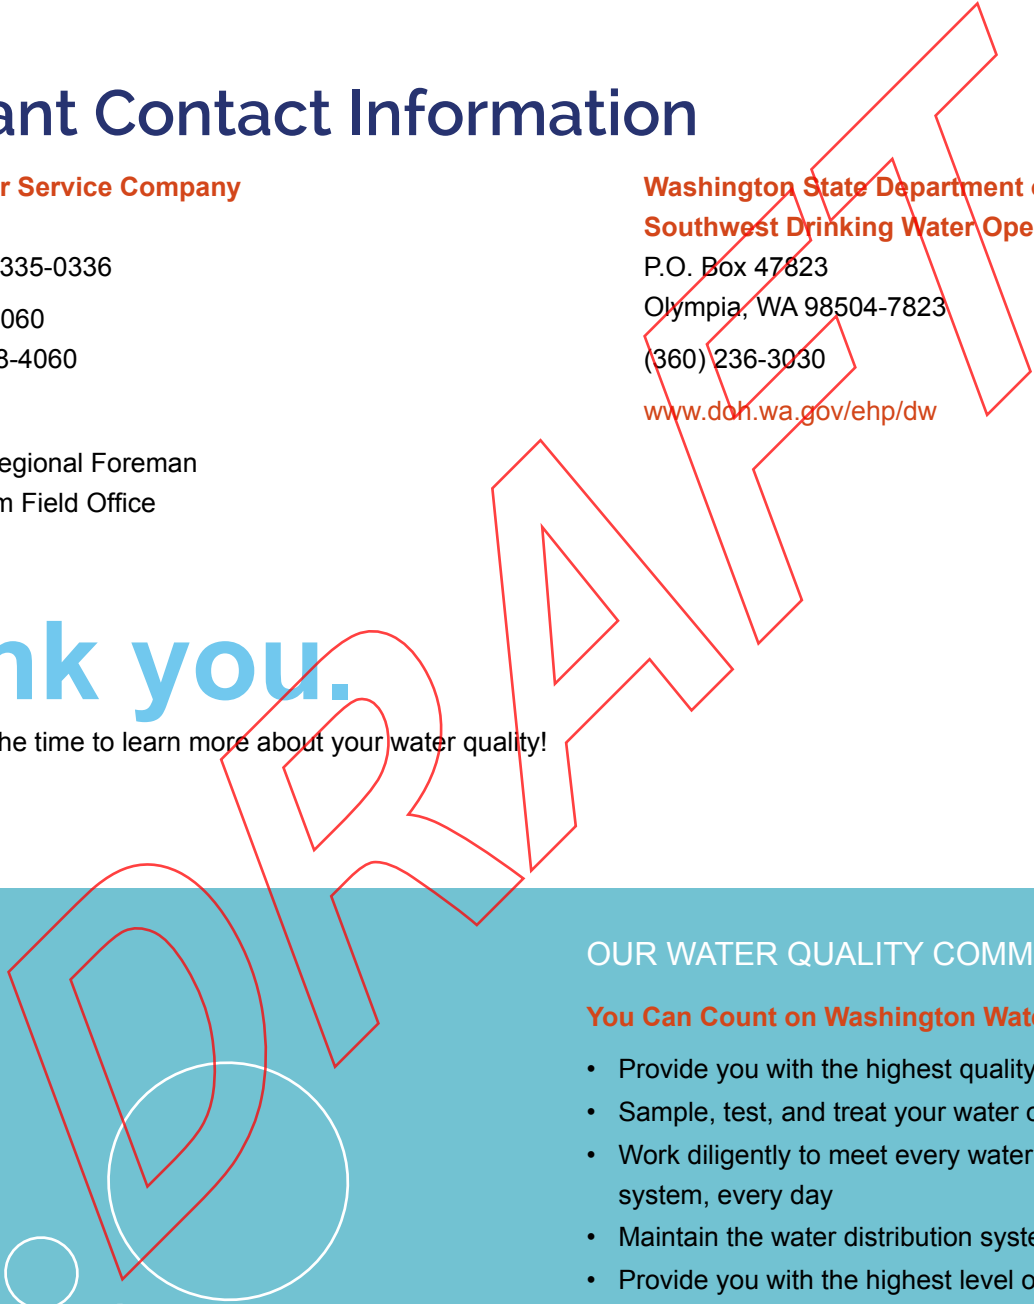 ant Contact Information
r Service Company
335-0336
060
8-4060
egional Foreman
m Field Office
Washington State Department
Southwest Drinking Water Ope
P.O. Box 47823
Olympia, WA 98504-7823
(360) 236-3030
www.doh.wa.gov/ehp/dw
nk you.
he time to learn more about your water quality!
DRAFT
OUR WATER QUALITY COMM
You Can Count on Washington Wat
• Provide you with the highest quality
• Sample, test, and treat your water
• Work diligently to meet every water
system, every day
• Maintain the water distribution syste
• Provide you with the highest level o